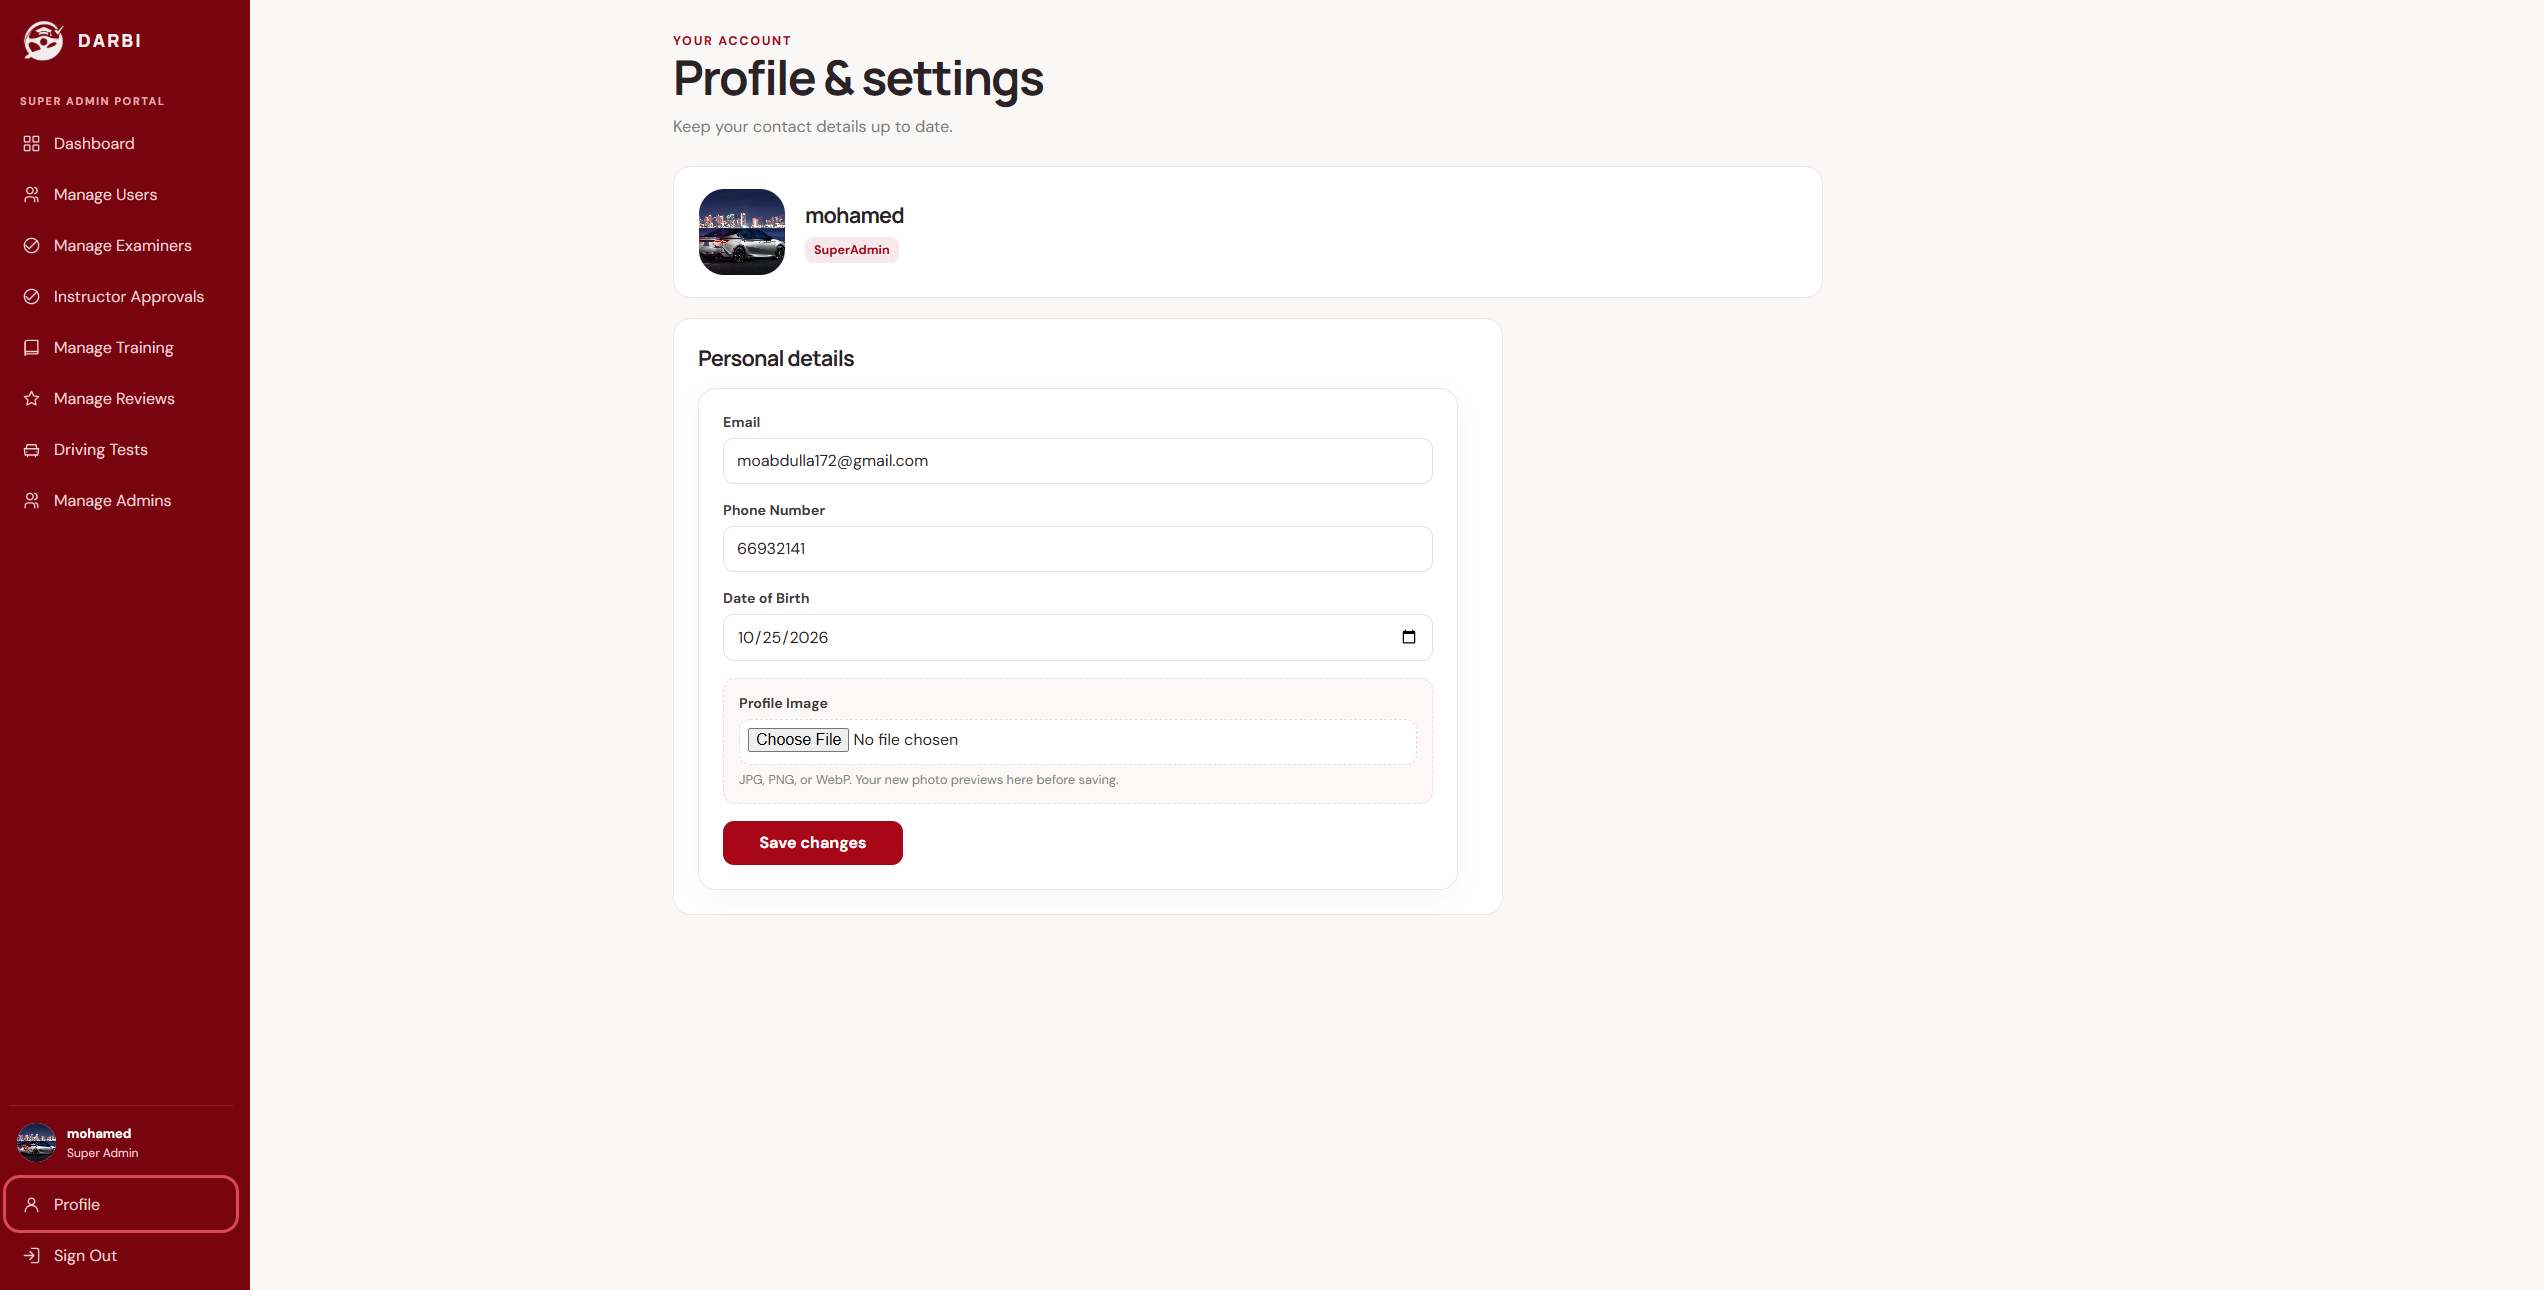 DARBI
SUPER ADMIN PORTAL
Dashboard
Manage Users
Manage Examiners
Instructor Approvals
Manage Training
Manage Reviews
Driving Tests
Manage Admins
mohamed
Super Admin
Profile
Sign Out
YOUR ACCOUNT
Profile & settings
Keep your contact details up to date.
mohamed
SuperAdmin
Personal details
Email
moabdulla172@gmail.com
Phone Number
66932141
Date of Birth
10/25/2026
Profile Image
Choose File No file chosen
JPG, PNG, or WebP. Your new photo previews here before saving.
Save changes